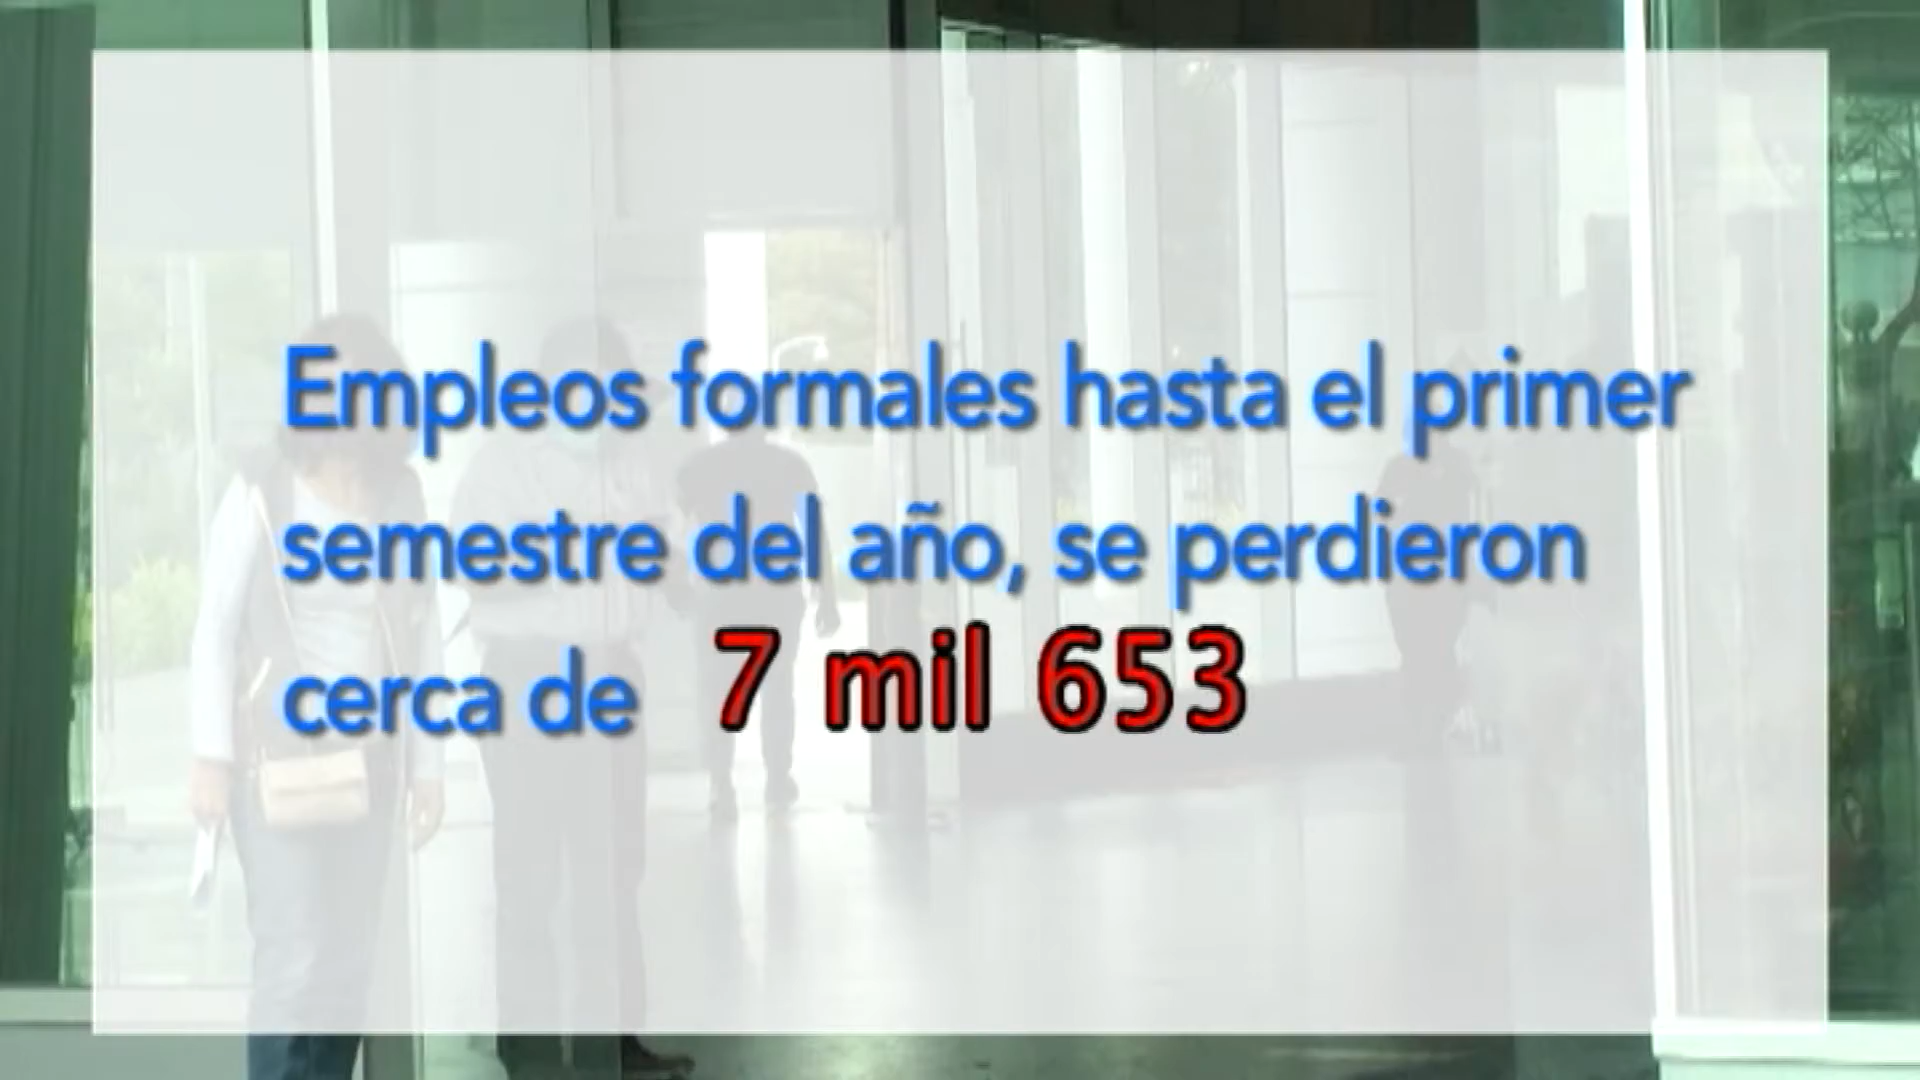 Empleos formales hasta el primer
semestre del año, se perdieron
cerca de 7 mil 653